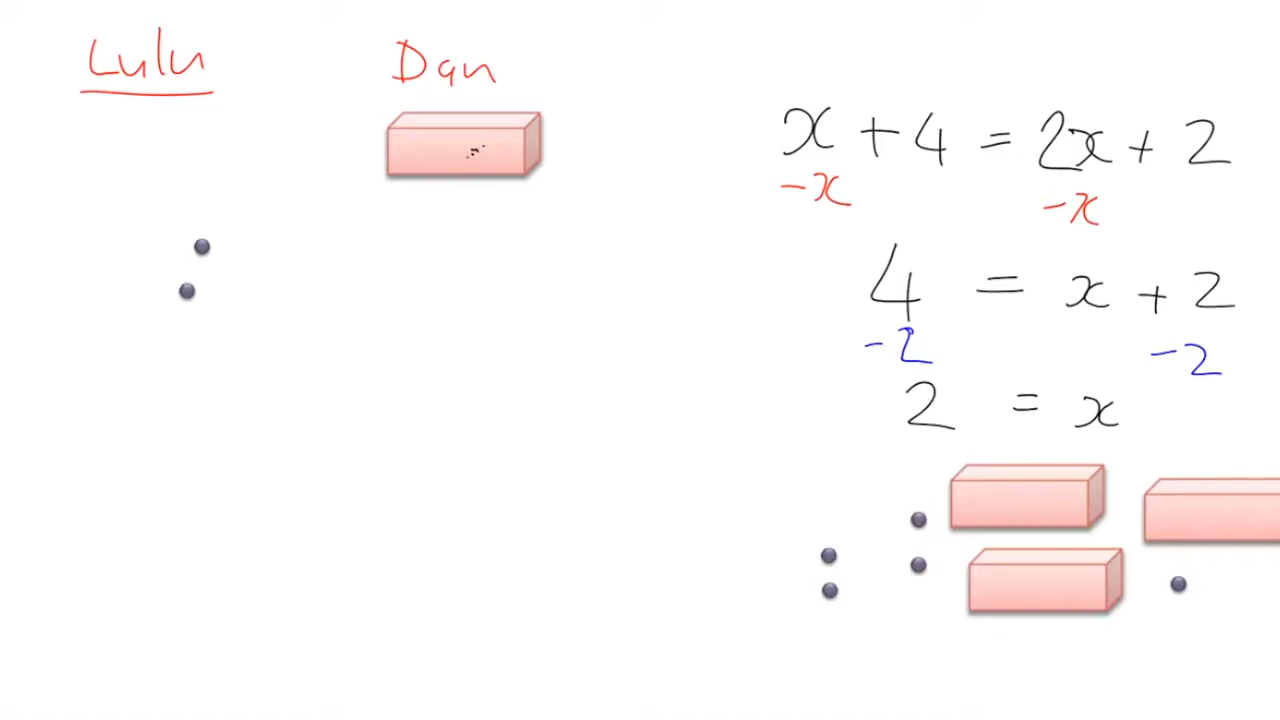 Lulu Dan
x + 4 = 2x + 2
-x -x
4 = x + 2
-2 -2
2 = x